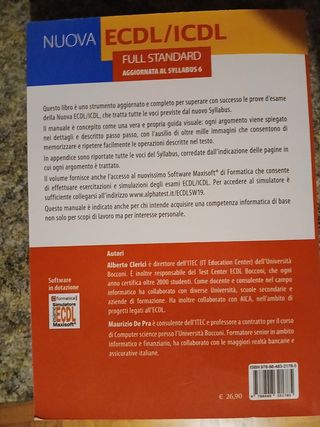 NUOVA ECDL/ICDL
FULL STANDARD
AGGIORNATA AL SYLLABUS 6
Questo libro è uno strumento aggiornato e completo per superare con successo le prove d'esame
della Nuova ECDL/ICDL, che tratta tutte le voci previste dal nuovo Syllabus.
Il manuale è concepito come una vera e propria guida visuale: ogni argomento viene spiegato
nei dettagli e descritto passo passo, con l'ausilio di oltre mille immagini che consentono di
memorizzare e ripetere facilmente le operazioni descritte nel testo.
In appendice sono riportate tutte le voci del Syllabus, corredate dall'indicazione delle pagine in
cui ogni argomento è trattato.
Il volume fornisce anche l'accesso al nuovissimo Software Maxisoft® di Formatica che consente
di effettuare esercitazioni e simulazioni degli esami ECDL/ICDL. Per accedere al simulatore è
sufficiente collegarsi all'indirizzo www.alphatest.it/ECDLSW19.
Questo manuale è indicato anche per chi intende acquisire una competenza informatica di base
non solo per scopi di lavoro ma per interesse personale.
Autori
Alberto Clerici è direttore dell'ITEC (IT Education Center) dell'Università
Bocconi. È inoltre responsabile del Test Center ECDL Bocconi, che ogni
anno certifica oltre 2000 studenti. Come docente e consulente nel campo
informatico ha collaborato con diverse Università, scuole secondarie e
aziende di formazione. Ha inoltre collaborato con AICA, nell'ambito di
progetti legati all'ECDL.
Maurizio De Pra è consulente dell'ITEC e professore a contratto per il corso
di Computer science presso l'Università Bocconi. Formatore senior in ambito
informatico e finanziario, ha collaborato con le maggiori realtà bancarie e
assicurative italiane.
Software
in dotazione
formatica
Simulatore
ECDL
Maxisoft
€ 26,90